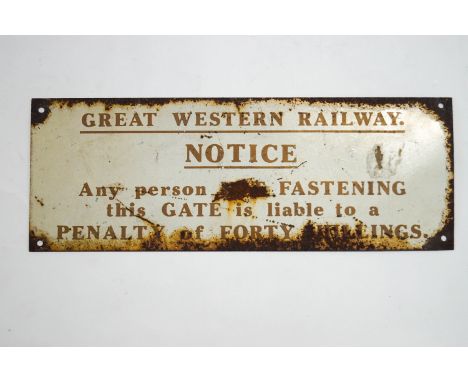 GREAT WESTERN RAILWAY.
NOTICE
Any person FASTENING
this GATE is liable to a
PENALTY of FORTY